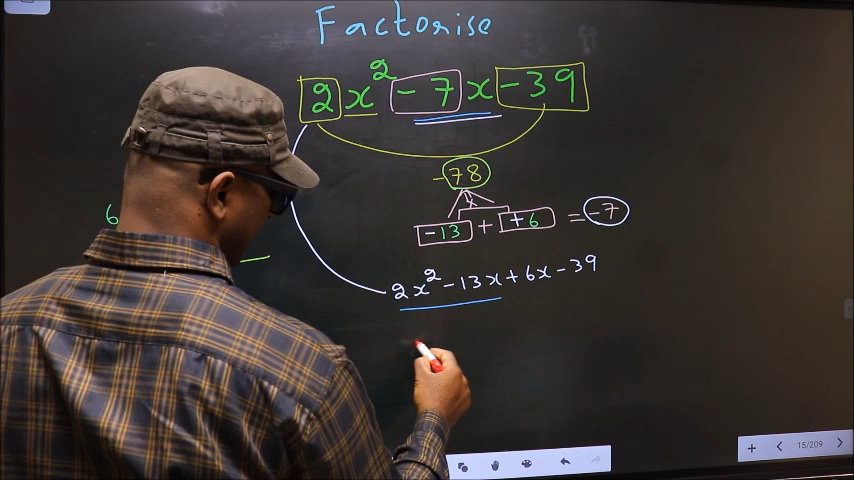 Factorise
2x² - 7x - 39
- 78
6
-13 + +6 = -7
2x² - 13x + 6x - 39
15/209